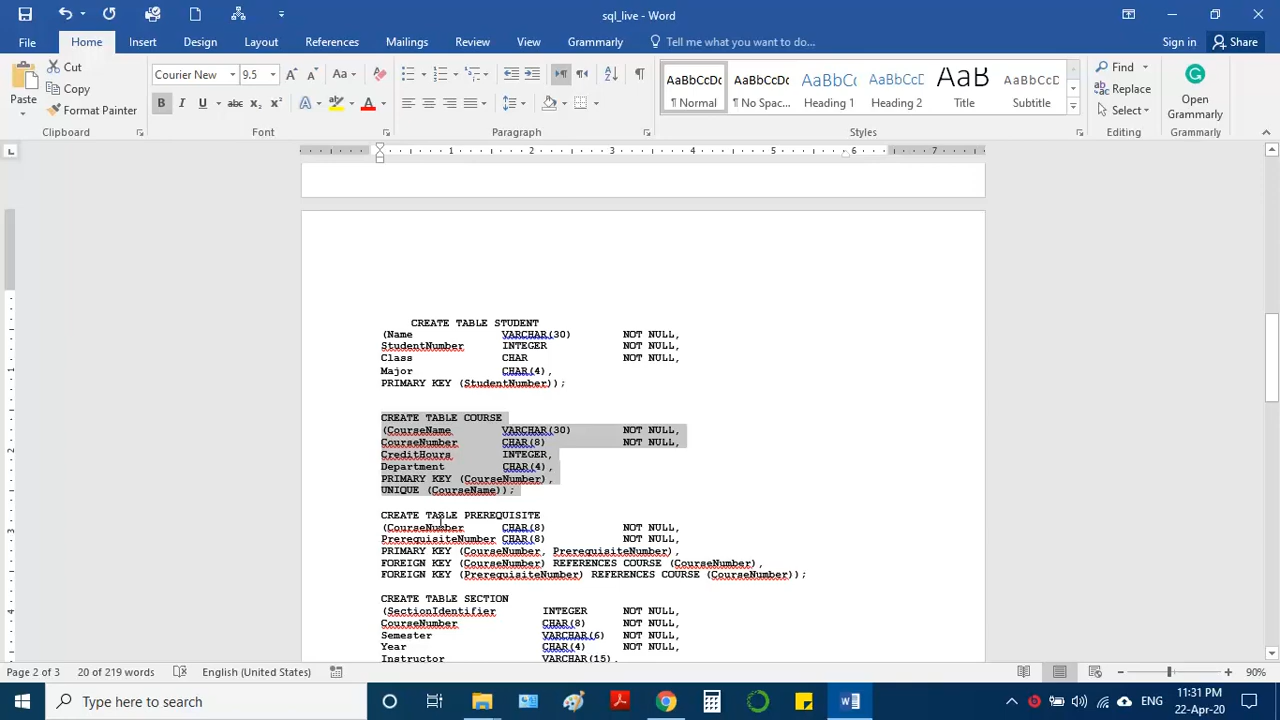 sql_live - Word
File Home Insert Design Layout References Mailings Review View Grammarly Tell me what you want to do... Sign in Share
Paste
Cut
Copy
Format Painter
Clipboard
Courier New 9.5
Font
Paragraph
AaBbCcDc AaBbCcDc AaBbC AaBbCcD AaB AaBbCcD
¶ Normal ¶ No Spac... Heading 1 Heading 2 Title Subtitle
Styles
Find
Replace
Select
Editing
Open
Grammarly
Grammarly
1 2 3 4 5 6 7
CREATE TABLE STUDENT
(Name VARCHAR(30) NOT NULL,
StudentNumber INTEGER NOT NULL,
Class CHAR NOT NULL,
Major CHAR(4),
PRIMARY KEY (StudentNumber));
CREATE TABLE COURSE
(CourseName VARCHAR(30) NOT NULL,
CourseNumber CHAR(8) NOT NULL,
CreditHours INTEGER,
Department CHAR(4),
PRIMARY KEY (CourseNumber),
UNIQUE (CourseName));
CREATE TABLE PREREQUISITE
(CourseNumber CHAR(8) NOT NULL,
PrerequisiteNumber CHAR(8) NOT NULL,
PRIMARY KEY (CourseNumber, PrerequisiteNumber),
FOREIGN KEY (CourseNumber) REFERENCES COURSE (CourseNumber),
FOREIGN KEY (PrerequisiteNumber) REFERENCES COURSE (CourseNumber));
CREATE TABLE SECTION
(SectionIdentifier INTEGER NOT NULL,
CourseNumber CHAR(8) NOT NULL,
Semester VARCHAR(6) NOT NULL,
Year CHAR(4) NOT NULL,
Instructor VARCHAR(15),
Page 2 of 3 20 of 219 words English (United States) 90%
Type here to search ENG 11:31 PM
22-Apr-20